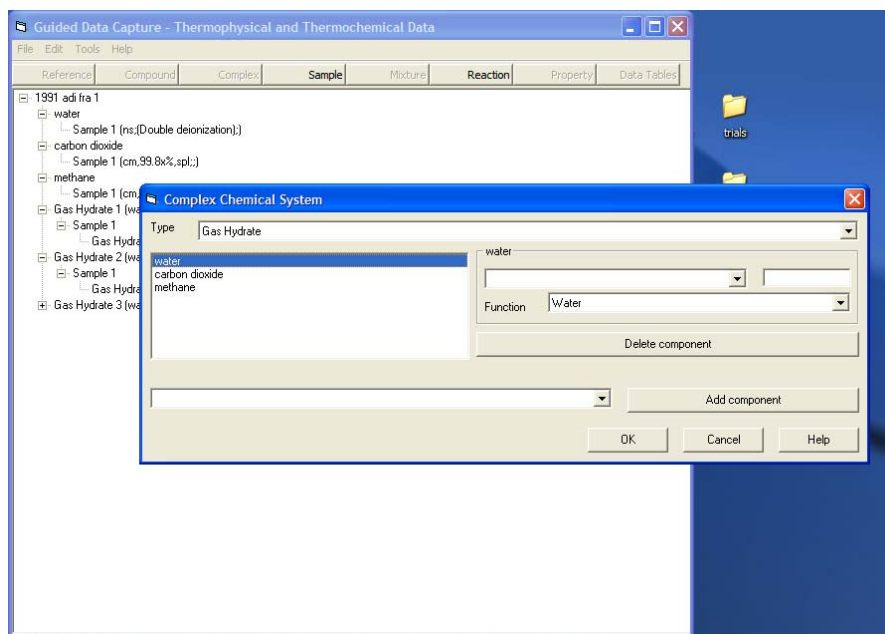 Guided Data Capture - Thermophysical and Thermochemical Data
File Edit Tools Help
Reference Compound Complex Sample Mixture Reaction Property Data Tables
1991 adi fra 1
water
Sample 1 (ns;(Double deionization);)
carbon dioxide
Sample 1 (cm,99.8x%,spl;;)
methane
Sample 1 (cm,
Gas Hydrate 1 (wa
Sample 1
Gas Hydra
Gas Hydrate 2 (wa
Sample 1
Gas Hydra
Gas Hydrate 3 (wa
trials
Complex Chemical System
Type Gas Hydrate
water
carbon dioxide
methane
water
Function Water
Delete component
Add component
OK Cancel Help